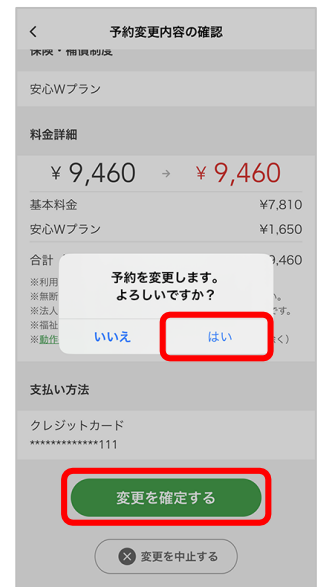 予約変更内容の確認
保険・補償制度
安心Wプラン
料金詳細
¥ 9,460 → ¥ 9,460
基本料金 ¥7,810
安心Wプラン ¥1,650
合計 9,460
※利用
※無断 い。
※法人 です。
※福祉
※動作 く）
予約を変更します。
よろしいですか？
いいえ はい
支払い方法
クレジットカード
*************111
変更を確定する
変更を中止する